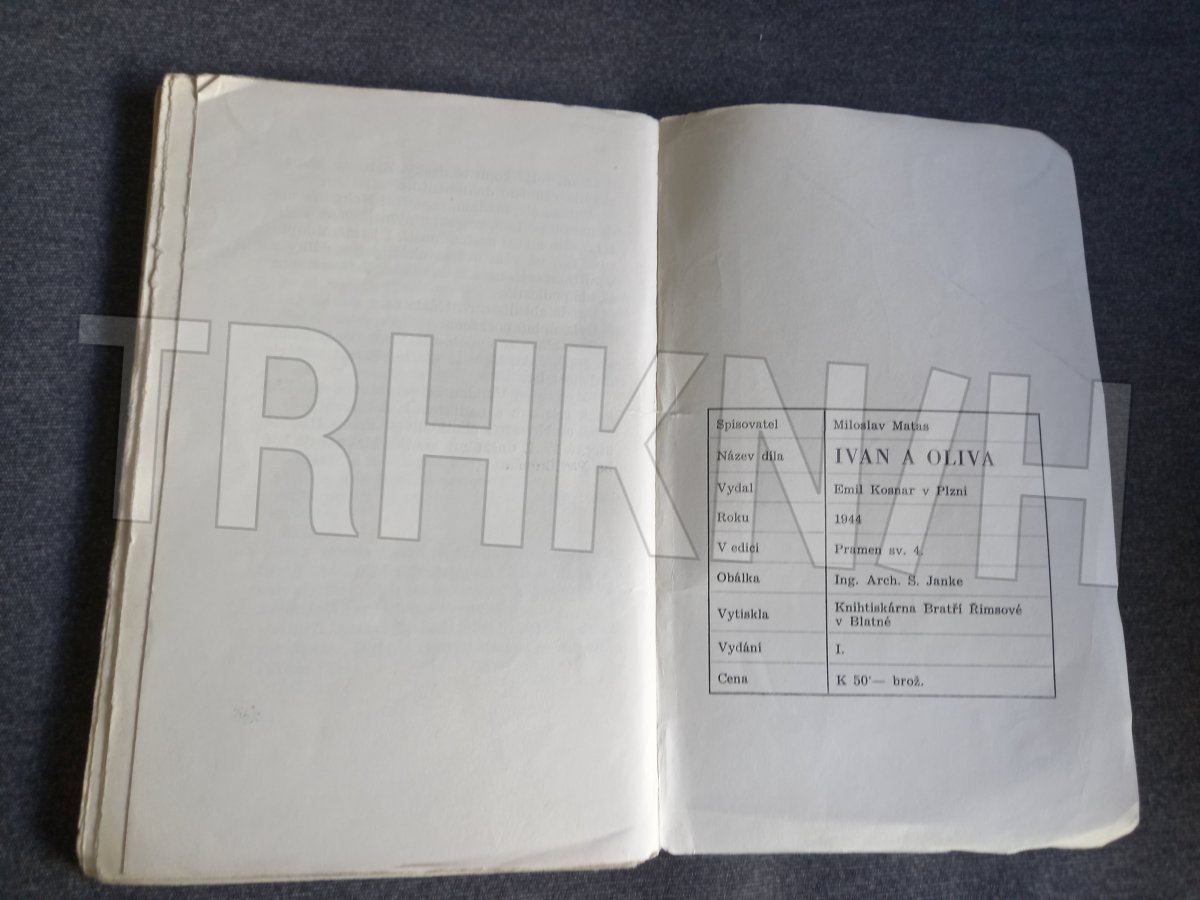 TRHKNIH
Spisovatel Miloslav Matas
Název díla IVAN A OLIVA
Vydal Emil Kosnar v Plzni
Roku 1944
V edici Pramen sv. 4.
Obálka Ing. Arch. S. Janke
Vytiskla Knihtiskárna Bratří Římsové
v Blatné
Vydání I.
Cena K 50·— brož.